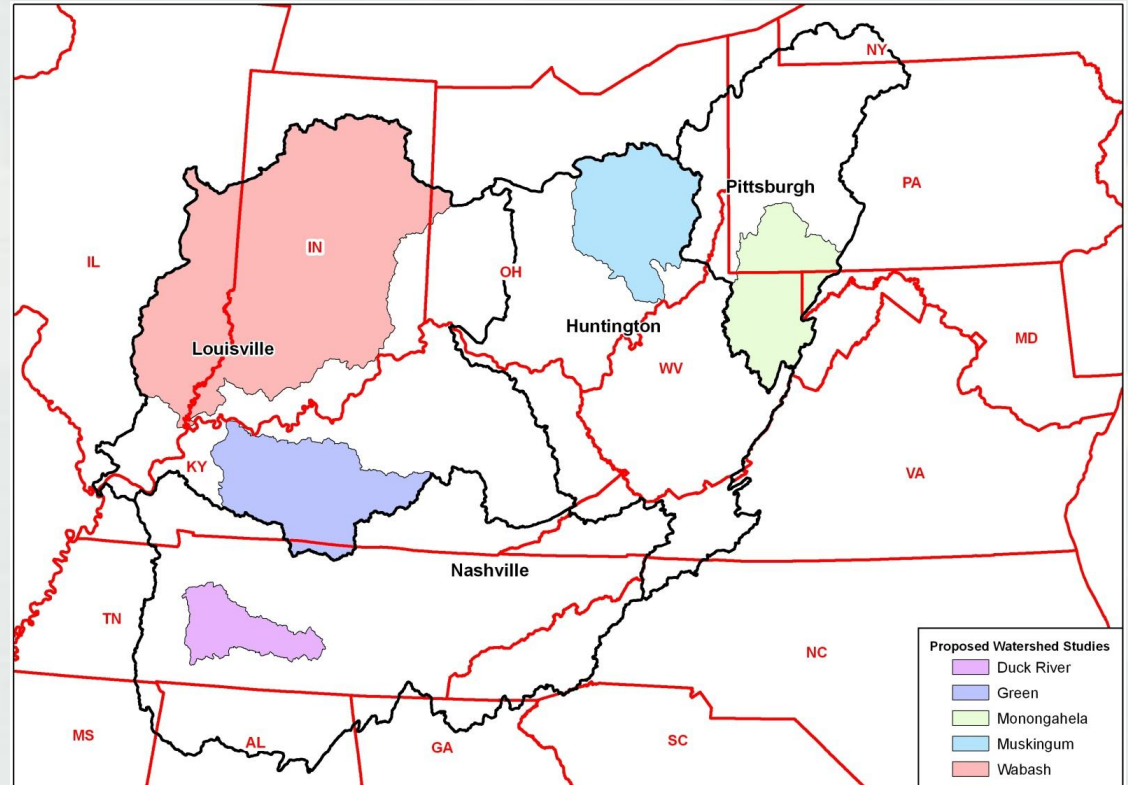 NY
Pittsburgh
PA
IN
IL
OH
Huntington
MD
Louisville
WV
KY
VA
Nashville
TN
NC
MS
AL
GA
SC
Proposed Watershed Studies
Duck River
Green
Monongahela
Muskingum
Wabash